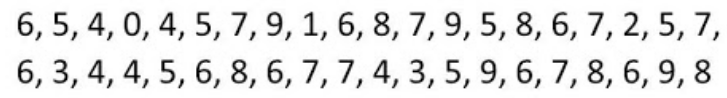 6, 5, 4, 0, 4, 5, 7, 9, 1, 6, 8, 7, 9, 5, 8, 6, 7, 2, 5, 7,
6, 3, 4, 4, 5, 6, 8, 6, 7, 7, 4, 3, 5, 9, 6, 7, 8, 6, 9, 8